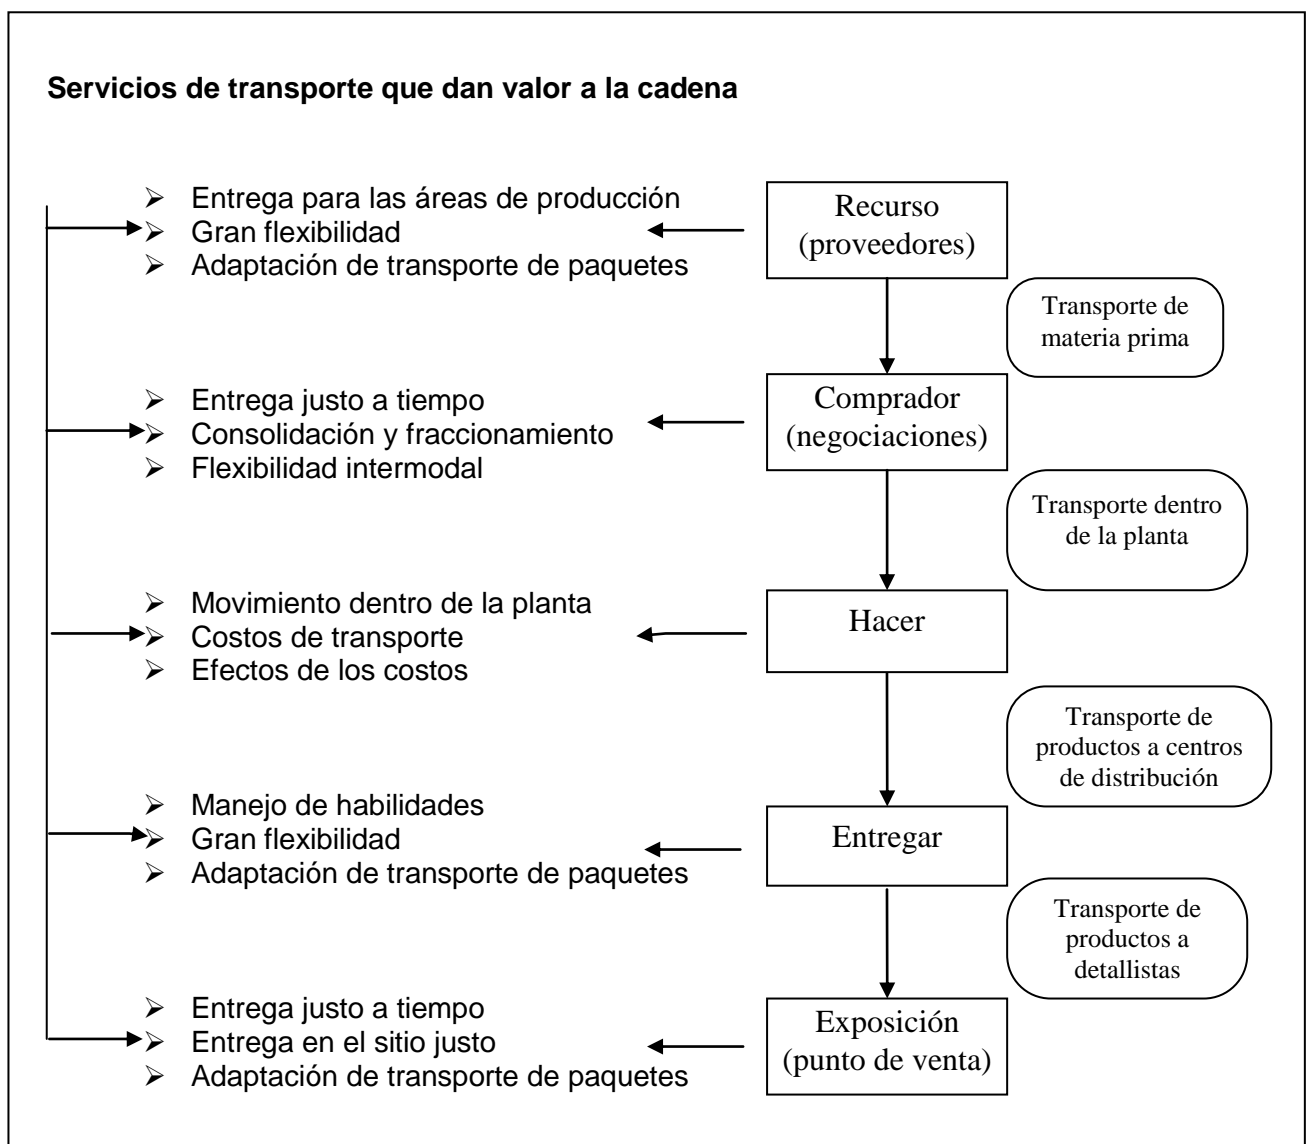 Servicios de transporte que dan valor a la cadena
Entrega para las áreas de producción
Gran flexibilidad
Adaptación de transporte de paquetes
Recurso
(proveedores)
Transporte de
materia prima
Entrega justo a tiempo
Consolidación y fraccionamiento
Flexibilidad intermodal
Comprador
(negociaciones)
Transporte dentro
de la planta
Movimiento dentro de la planta
Costos de transporte
Efectos de los costos
Hacer
Transporte de
productos a centros
de distribución
Manejo de habilidades
Gran flexibilidad
Adaptación de transporte de paquetes
Entregar
Transporte de
productos a
detallistas
Entrega justo a tiempo
Entrega en el sitio justo
Adaptación de transporte de paquetes
Exposición
(punto de venta)